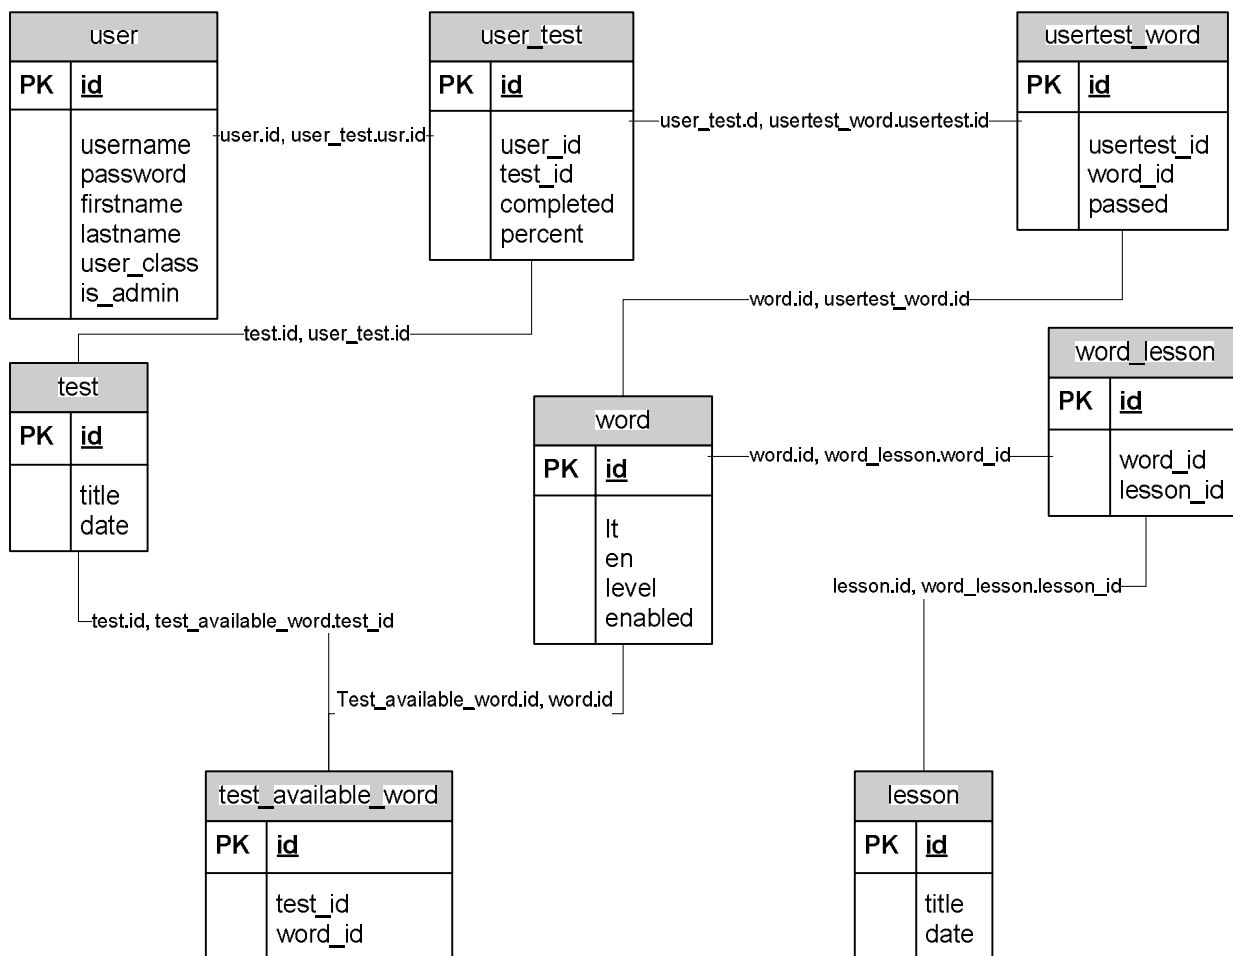 user
PK id
username
password
firstname
lastname
user_class
is_admin
user.id, user_test.usr.id
user_test
PK id
user_id
test_id
completed
percent
user_test.d, usertest_word.usertest.id
usertest_word
PK id
usertest_id
word_id
passed
word.id, usertest_word.id
test.id, user_test.id
test
PK id
title
date
word
PK id
lt
en
level
enabled
word.id, word_lesson.word_id
word_lesson
PK id
word_id
lesson_id
lesson.id, word_lesson.lesson_id
test.id, test_available_word.test_id
Test_available_word.id, word.id
test_available_word
PK id
test_id
word_id
lesson
PK id
title
date